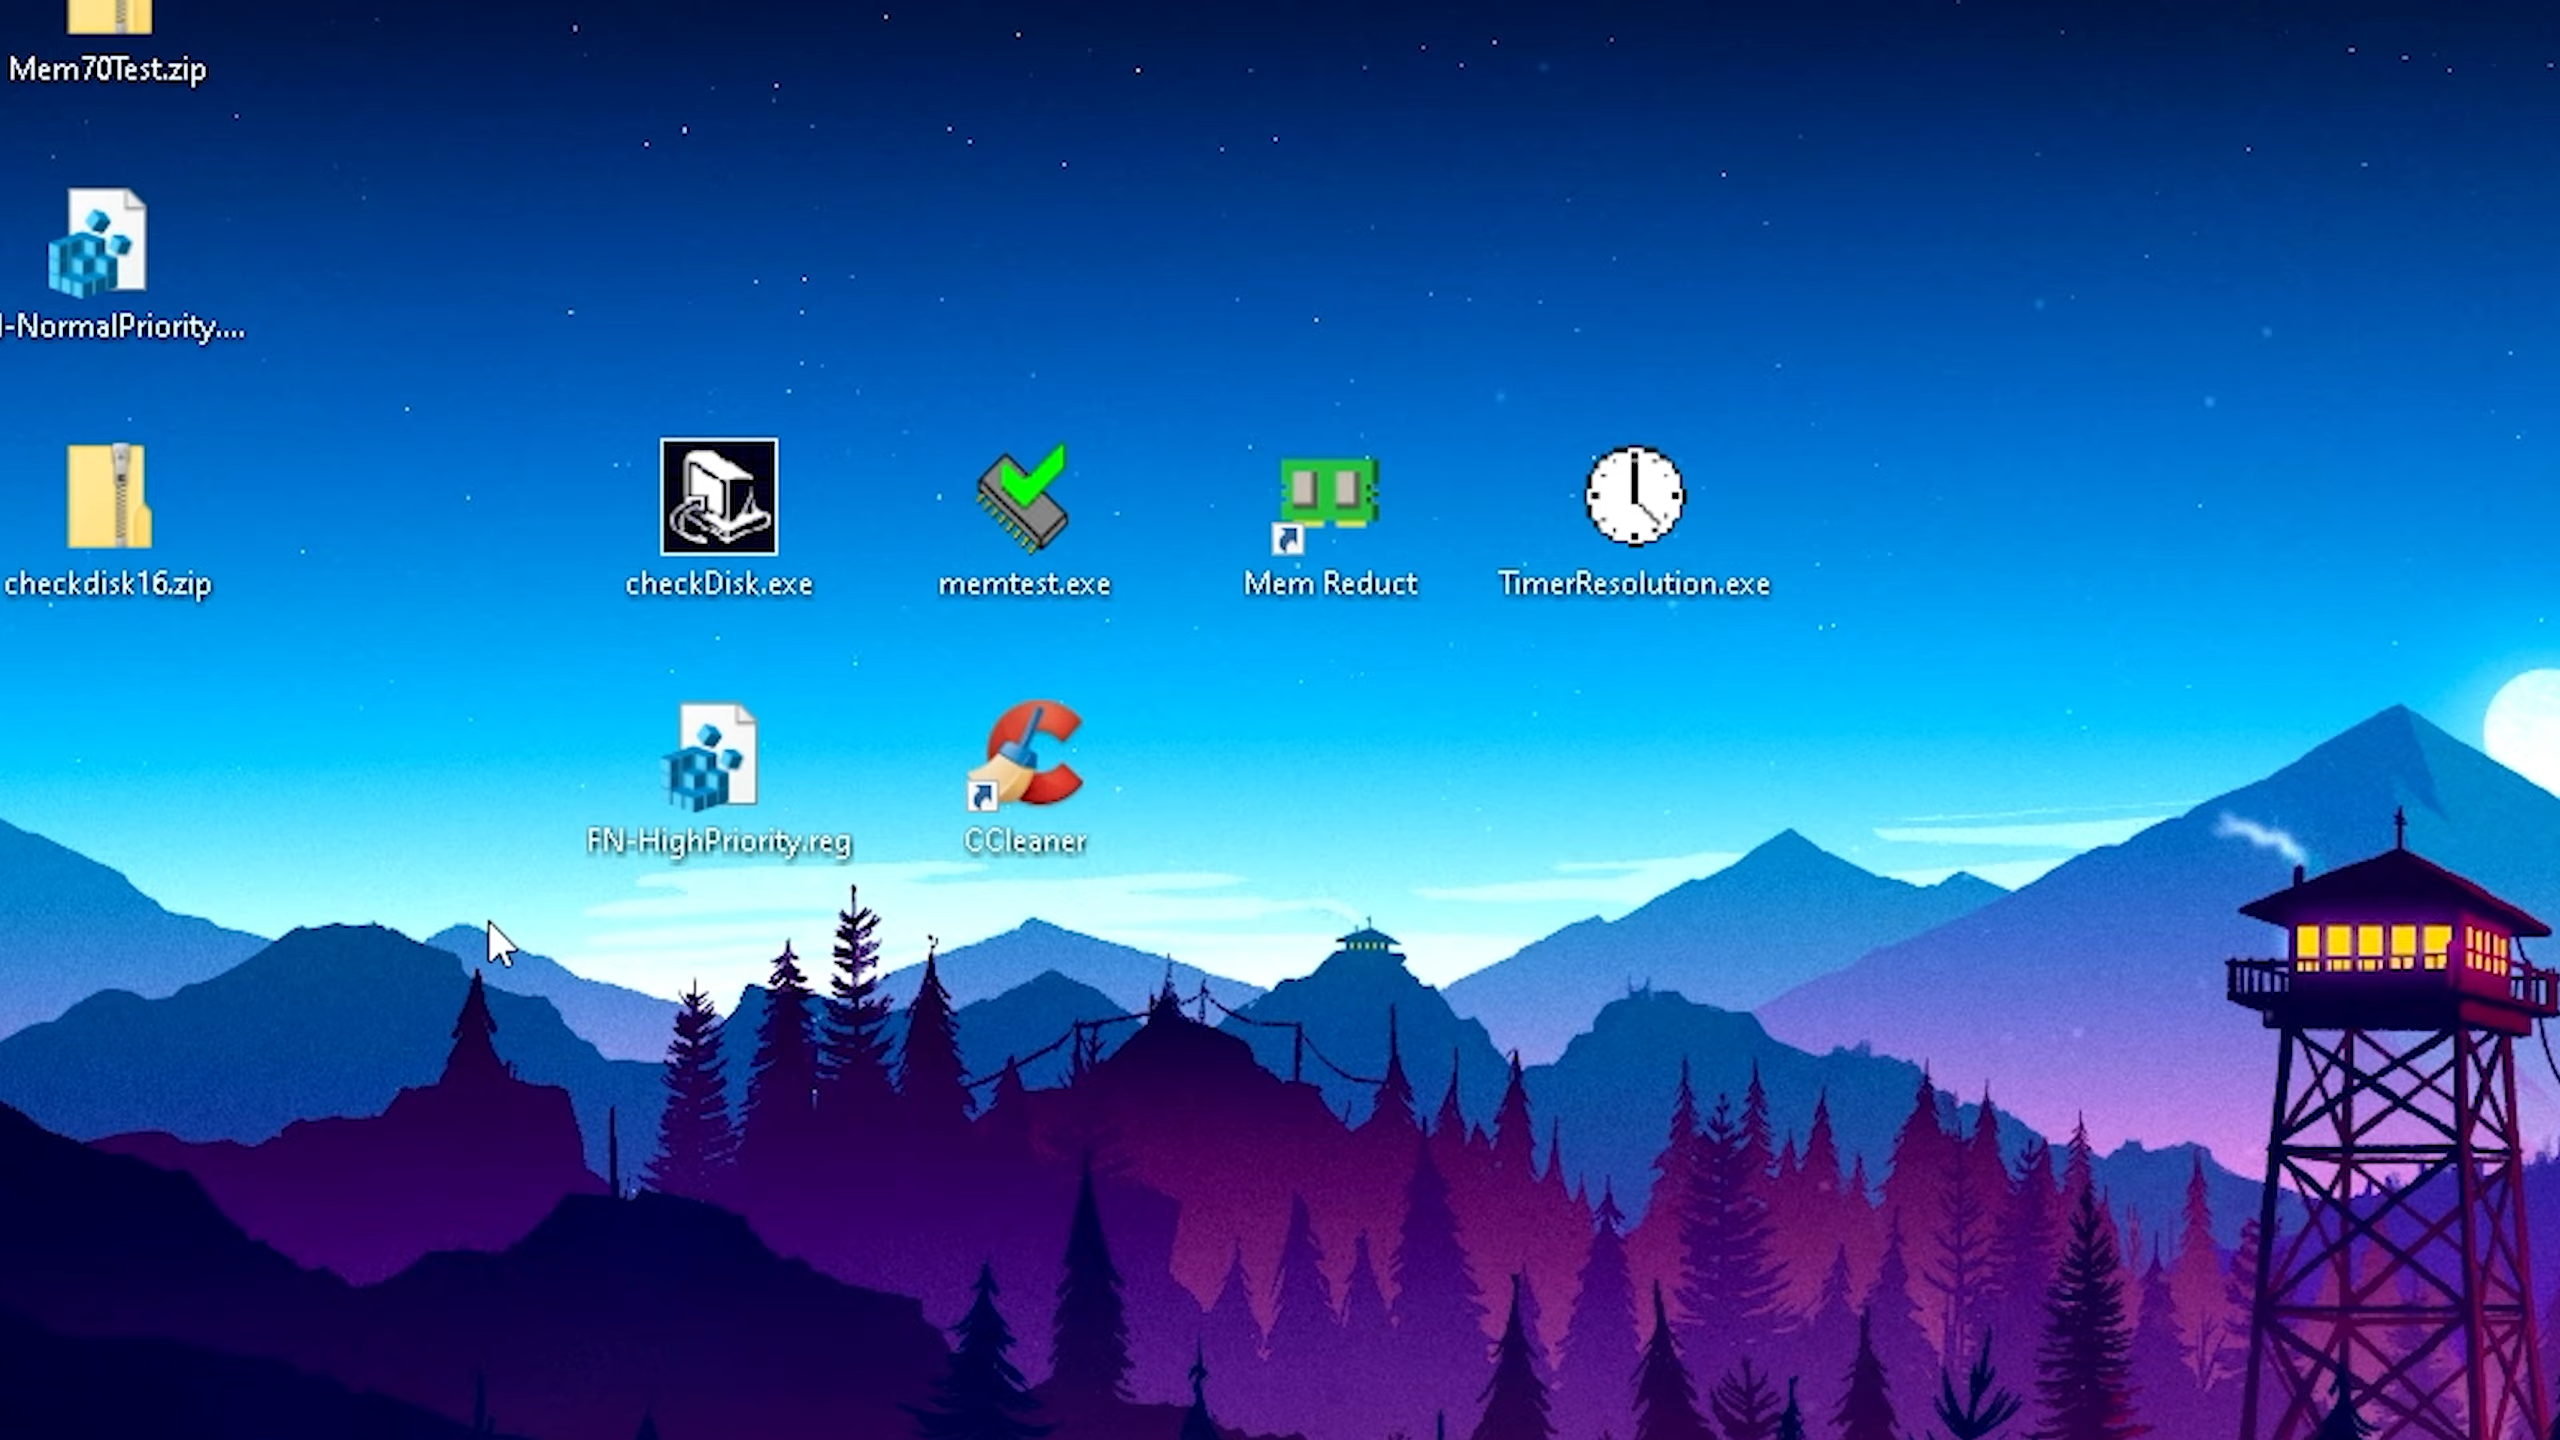 Mem70Test.zip
-NormalPriority....
checkdisk16.zip
checkDisk.exe
memtest.exe
Mem Reduct
TimerResolution.exe
FN-HighPriority.reg
CCleaner